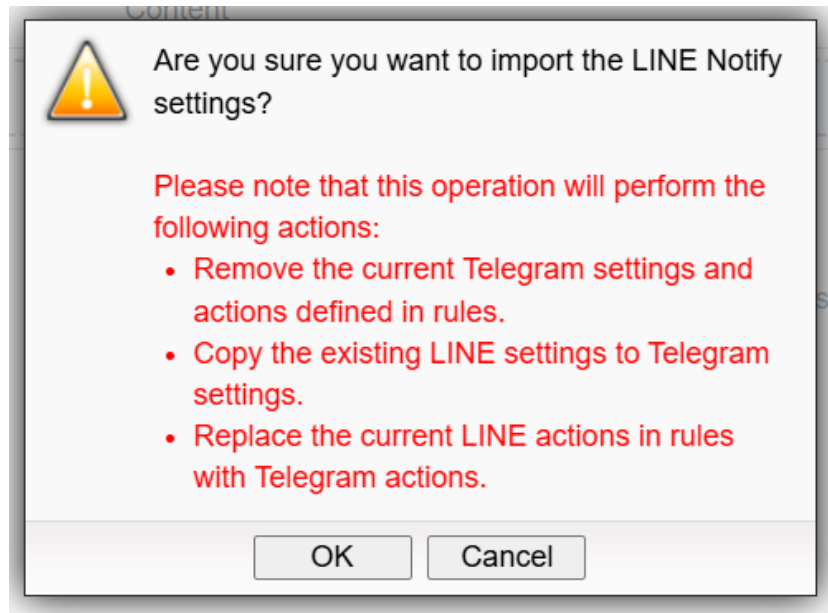 Content
Are you sure you want to import the LINE Notify
settings?
Please note that this operation will perform the
following actions:
• Remove the current Telegram settings and
actions defined in rules.
• Copy the existing LINE settings to Telegram
settings.
• Replace the current LINE actions in rules
with Telegram actions.
OK
Cancel